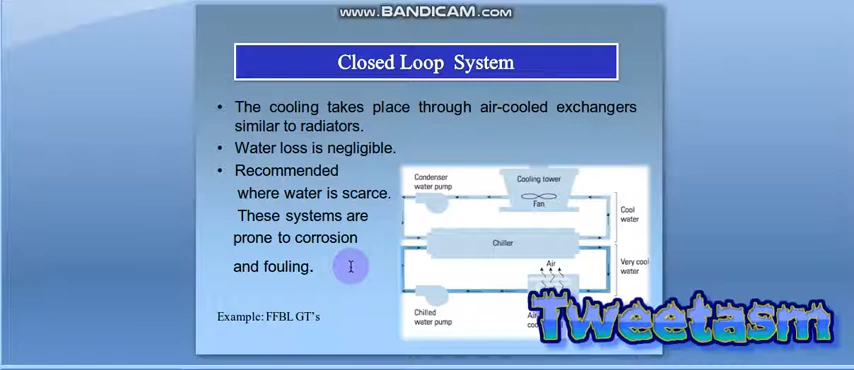 WWW.BANDICAM.COM
Closed Loop System
• The cooling takes place through air-cooled exchangers
similar to radiators.
• Water loss is negligible.
• Recommended
where water is scarce.
These systems are
prone to corrosion
and fouling.
Example: FFBL GT's
Condenser
water pump
Cooling tower
Fan
Cool
water
Chiller
Air
Very cool
water
Chilled
water pump
Tweetasm